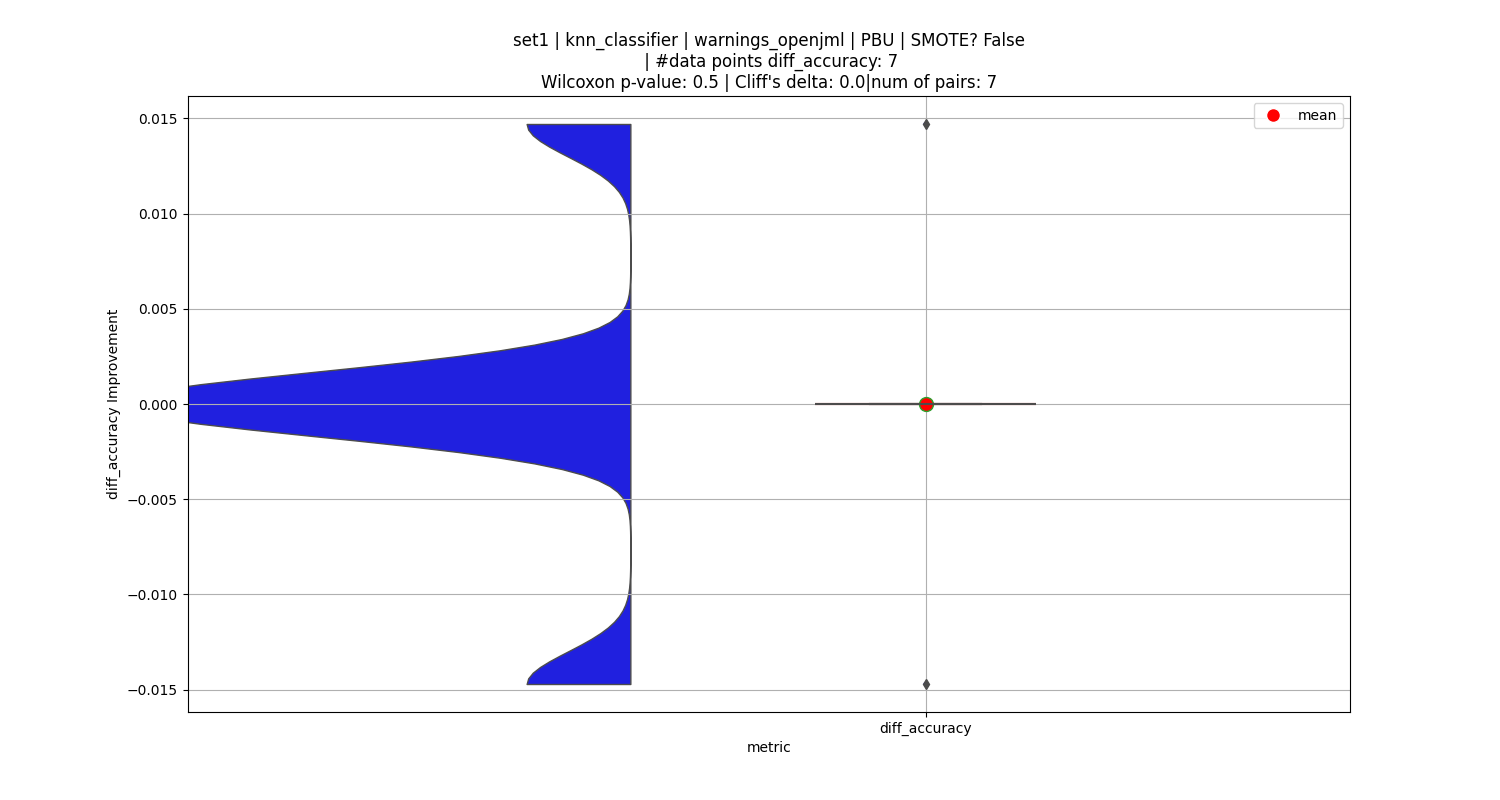 set1 | knn_classifier | warnings_openjml | PBU | SMOTE? False
| #data points diff_accuracy: 7
Wilcoxon p-value: 0.5 | Cliff's delta: 0.0|num of pairs: 7
mean
0.015
0.010
0.005
0.000
−0.005
−0.010
−0.015
diff_accuracy improvement
diff_accuracy
metric